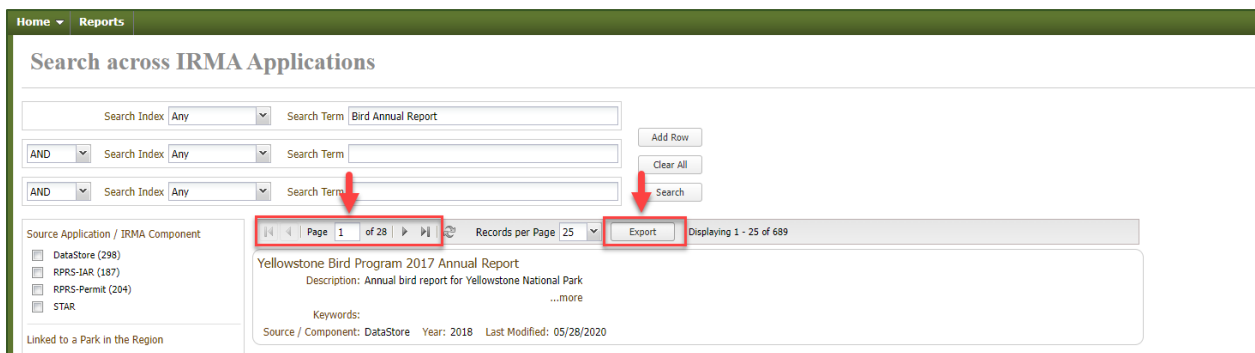 Home Reports
Search across IRMA Applications
Search Index Any Search Term Bird Annual Report
Add Row
AND Search Index Any Search Term
Clear All
AND Search Index Any Search Term
Search
Source Application / IRMA Component
DataStore (298)
RPRS-IAR (187)
RPRS-Permit (204)
STAR
Linked to a Park in the Region
Page 1 of 28 Records per Page 25 Export Displaying 1 - 25 of 689
Yellowstone Bird Program 2017 Annual Report
Description: Annual bird report for Yellowstone National Park
...more
Keywords:
Source / Component: DataStore Year: 2018 Last Modified: 05/28/2020